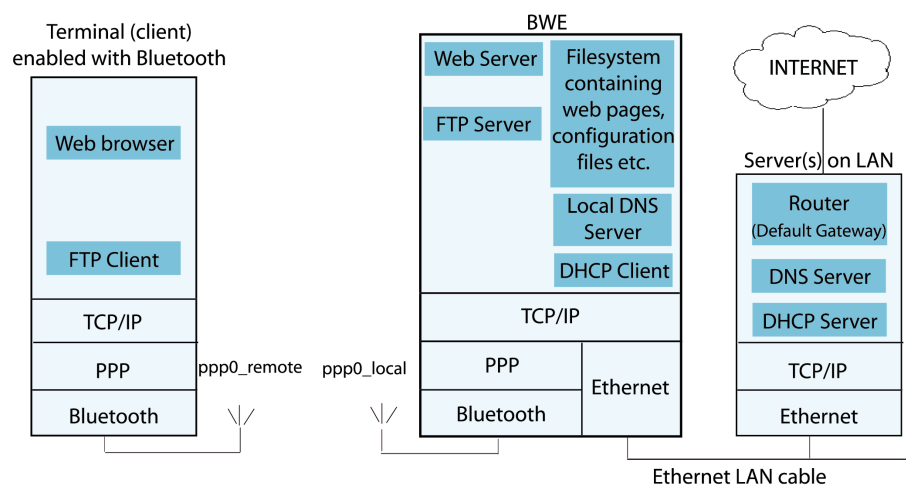 Terminal (client)
enabled with Bluetooth
Web browser
FTP Client
TCP/IP
PPP
Bluetooth
ppp0_remote
ppp0_local
BWE
Web Server
FTP Server
Filesystem
containing
web pages,
configuration
files etc.
Local DNS
Server
DHCP Client
TCP/IP
PPP
Bluetooth
Ethernet
INTERNET
Server(s) on LAN
Router
(Default Gateway)
DNS Server
DHCP Server
TCP/IP
Ethernet
Ethernet LAN cable